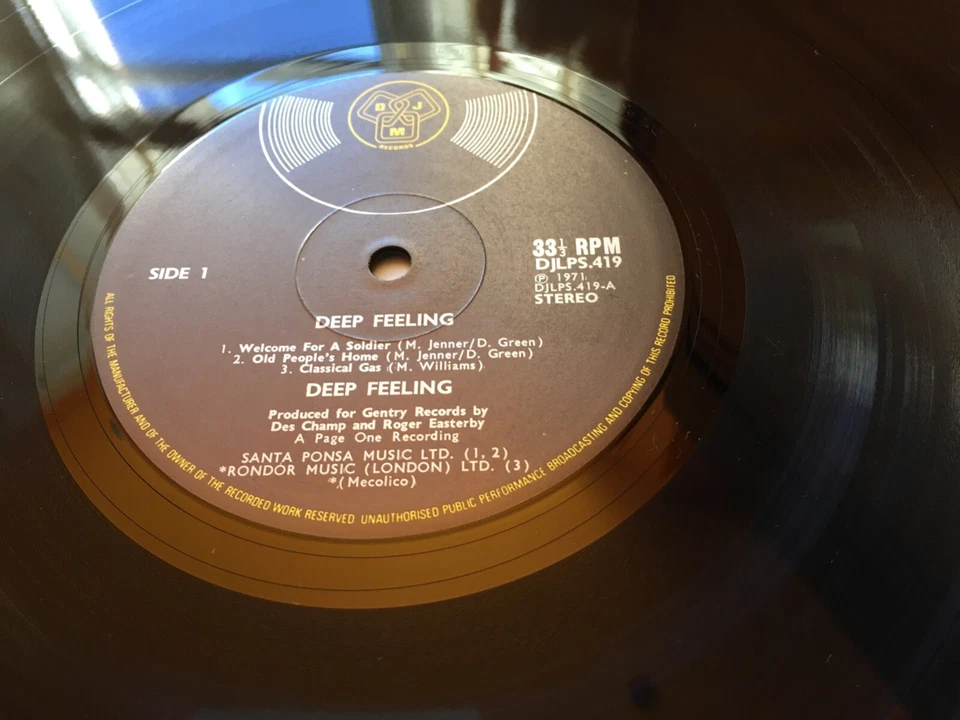 D J
M
RECORDS
SIDE 1
33⅓ RPM
DJLPS.419
Ⓟ 1971
DJLPS.419-A
STEREO
DEEP FEELING
1. Welcome For A Soldier (M. Jenner/D. Green)
2. Old People's Home (M. Jenner/D. Green)
3. Classical Gas (M. Williams)
DEEP FEELING
Produced for Gentry Records by
Des Champ and Roger Easterby
A Page One Recording
SANTA PONSA MUSIC LTD. (1, 2)
*RONDOR MUSIC (LONDON) LTD. (3)
*(Mecolico)
ALL RIGHTS OF THE MANUFACTURER AND OF THE OWNER OF THE RECORDED WORK RESERVED UNAUTHORISED PUBLIC PERFORMANCE BROADCASTING AND COPYING OF THIS RECORD PROHIBITED